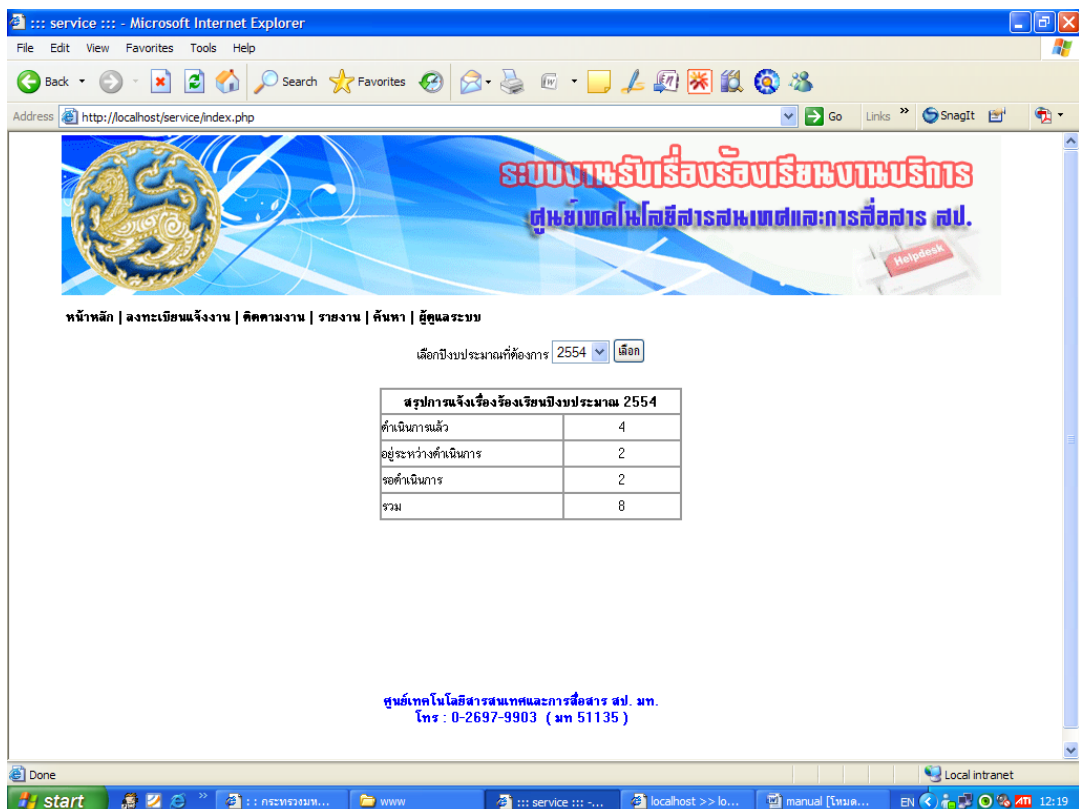 ::: service ::: - Microsoft Internet Explorer
File Edit View Favorites Tools Help
Back Search Favorites
Address http://localhost/service/index.php Go Links » SnagIt
ระบบงานรับเรื่องร้องเรียนงานบริการ
ศูนย์เทคโนโลยีสารสนเทศและการสื่อสาร สป.
Helpdesk
หน้าหลัก | ลงทะเบียนแจ้งงาน | ติดตามงาน | รายงาน | ค้นหา | ผู้ดูแลระบบ
เลือกปีงบประมาณที่ต้องการ 2554 เลือก
สรุปการแจ้งเรื่องร้องเรียนปีงบประมาณ 2554
ดำเนินการแล้ว 4
อยู่ระหว่างดำเนินการ 2
รอดำเนินการ 2
รวม 8
ศูนย์เทคโนโลยีสารสนเทศและการสื่อสาร สป. มท.
โทร : 0-2697-9903 ( มท 51135 )
Done Local intranet
start » : : กระทรวงมห... www ::: service ::: -... localhost >> lo... manual [โหมด... EN 12:19